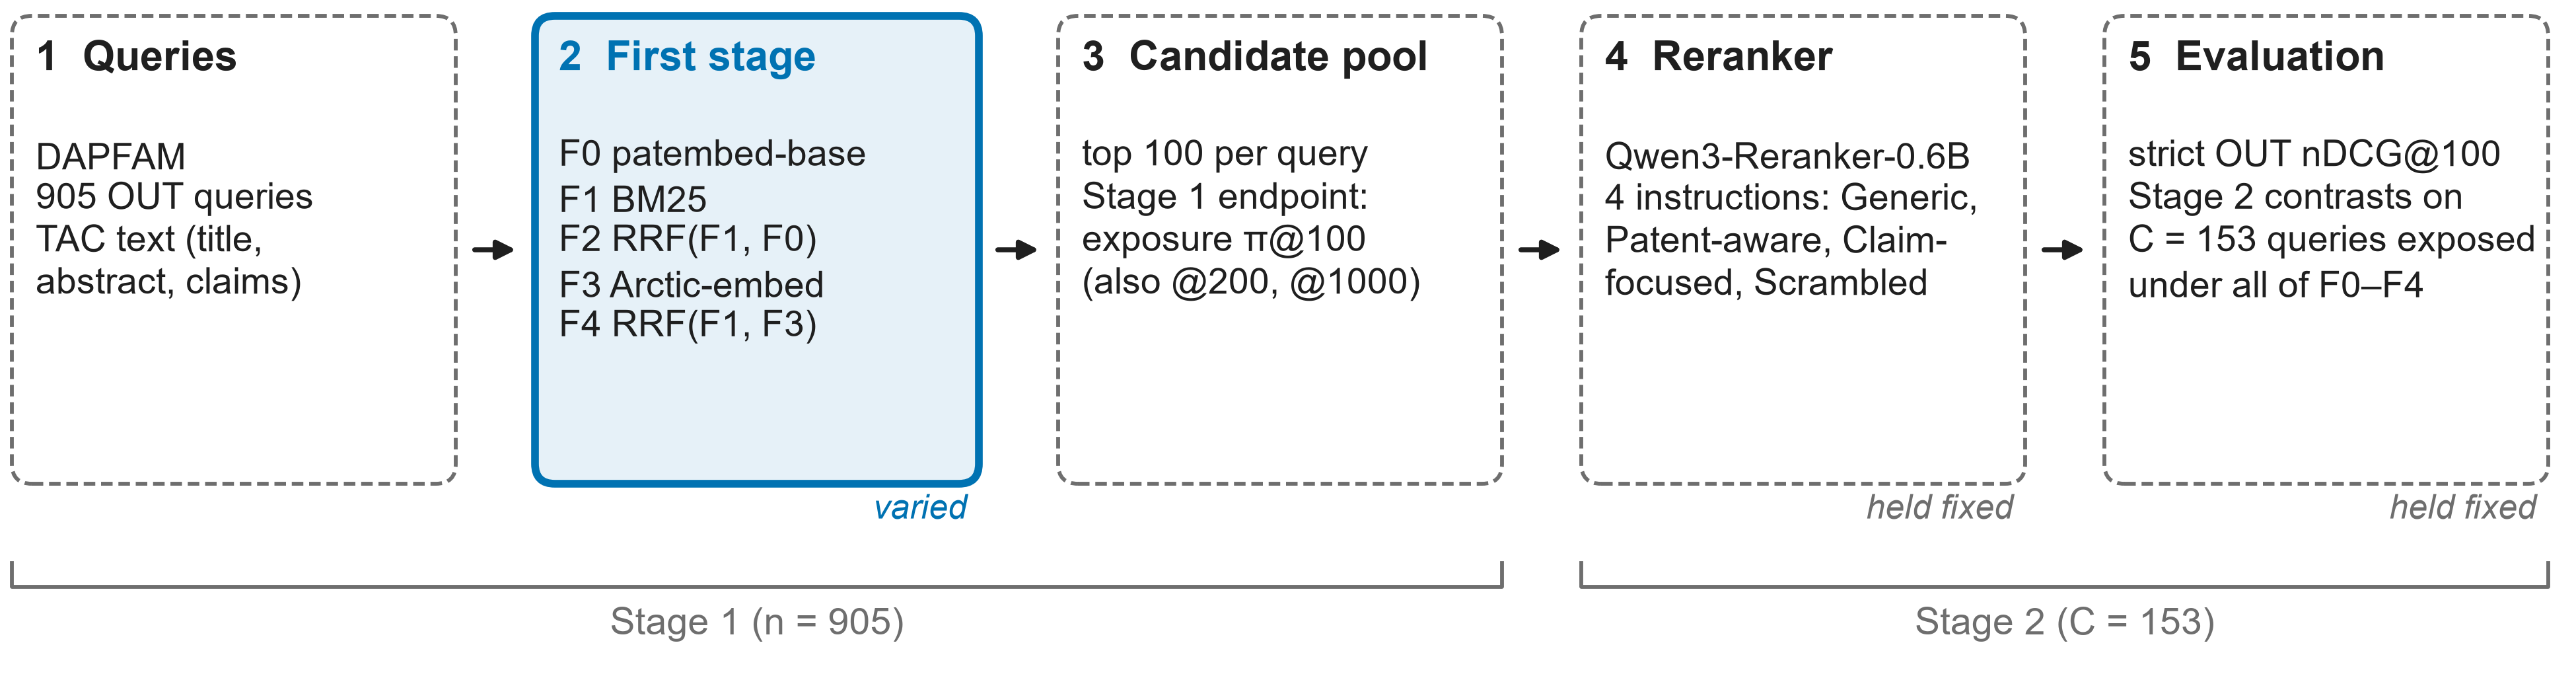 1 Queries
DAPFAM
905 OUT queries
TAC text (title,
abstract, claims)
2 First stage
F0 patembed-base
F1 BM25
F2 RRF(F1, F0)
F3 Arctic-embed
F4 RRF(F1, F3)
varied
3 Candidate pool
top 100 per query
Stage 1 endpoint:
exposure π@100
(also @200, @1000)
4 Reranker
Qwen3-Reranker-0.6B
4 instructions: Generic,
Patent-aware, Claim-
focused, Scrambled
held fixed
5 Evaluation
strict OUT nDCG@100
Stage 2 contrasts on
C = 153 queries exposed
under all of F0–F4
held fixed
Stage 1 (n = 905)
Stage 2 (C = 153)